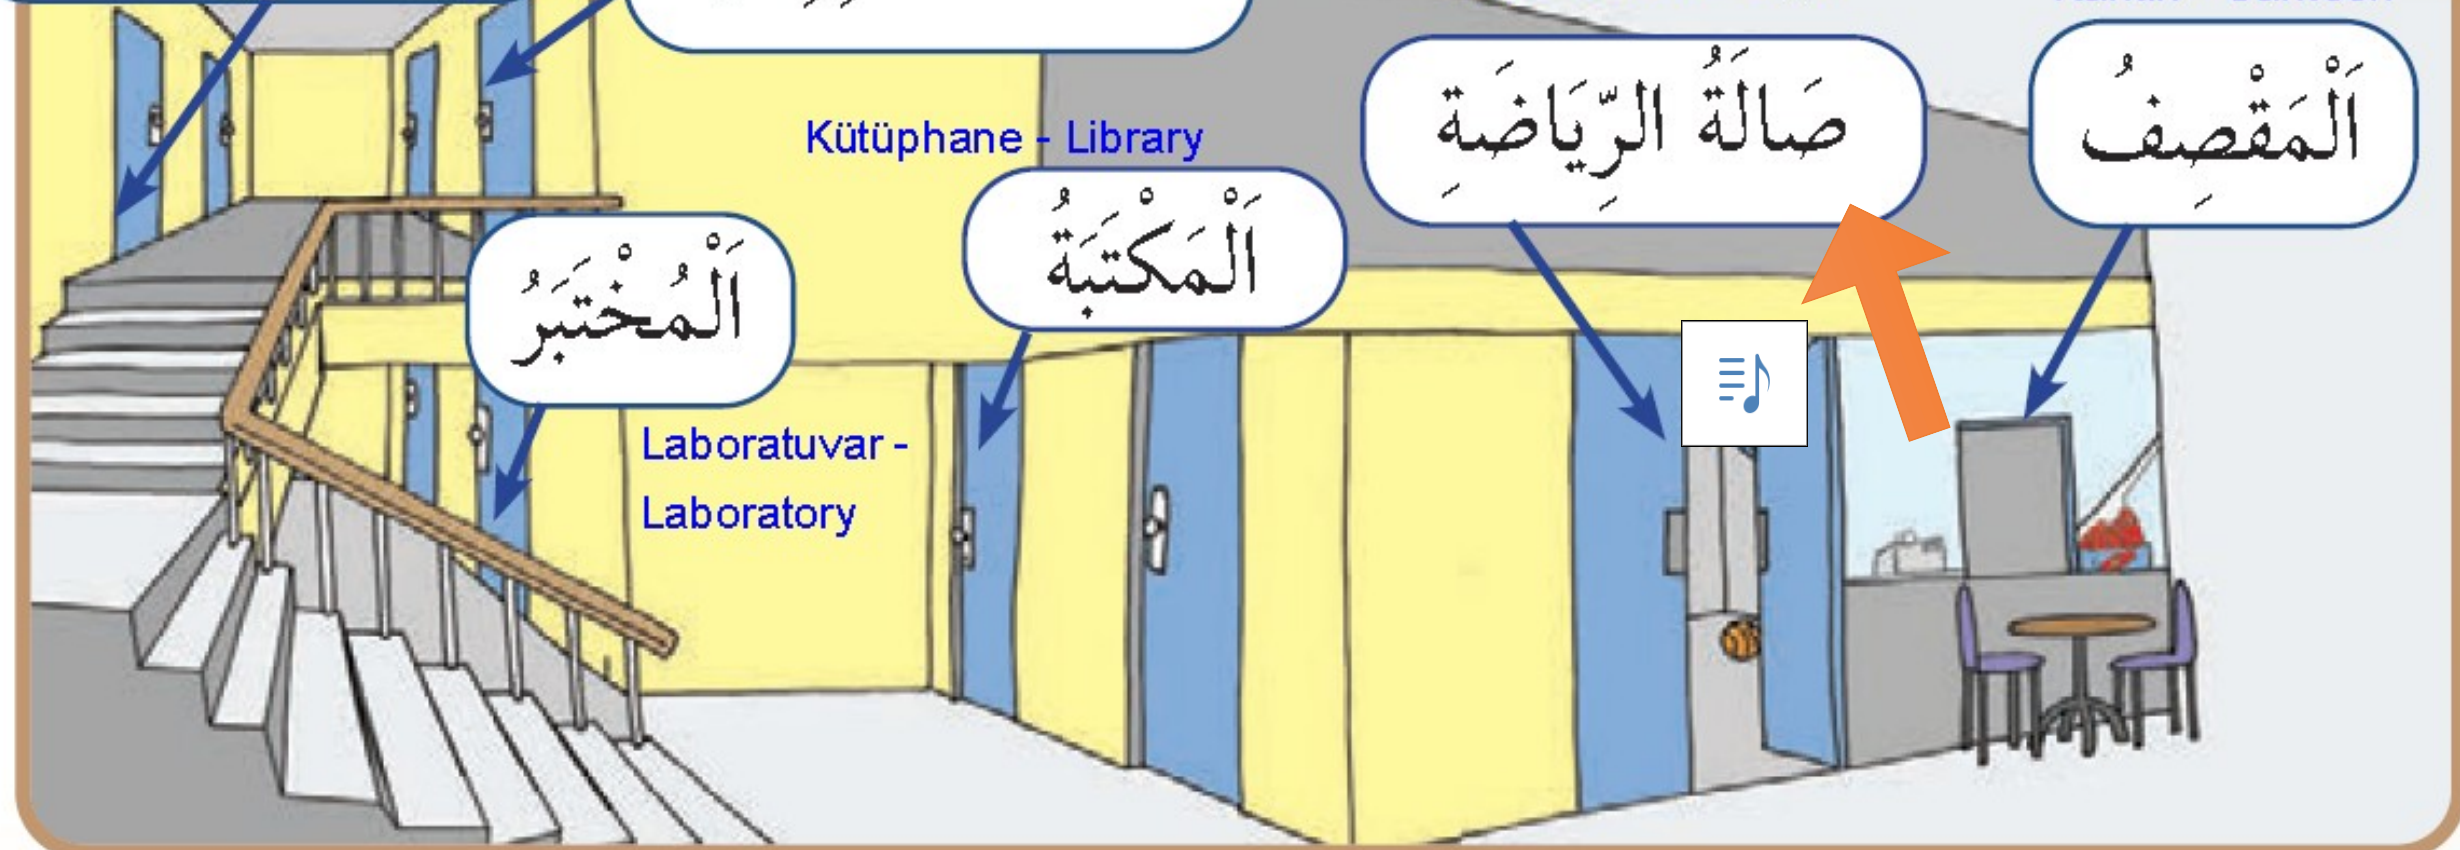 صَالَةُ الرِّيَاضَةِ
اَلْمَقْصِفُ
Kütüphane - Library
اَلْمَكْتَبَةُ
اَلْمُخْتَبَرُ
Laboratuvar -
Laboratory